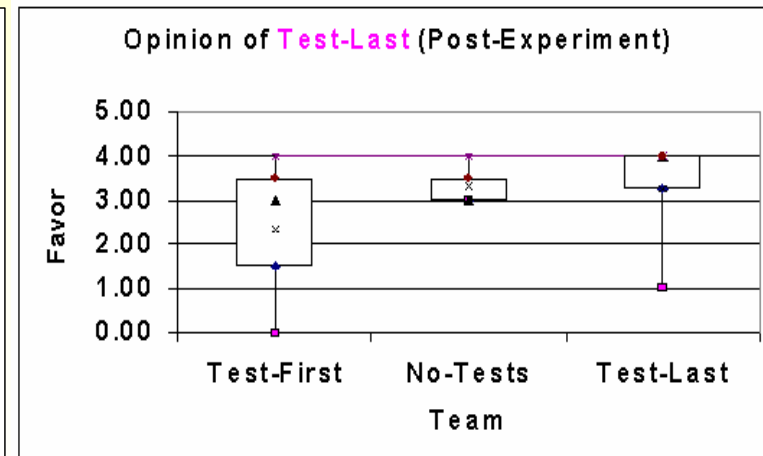 Opinion of Test-Last (Post-Experiment)
5.00
4.00
3.00
2.00
1.00
0.00
Favor
Test-First No-Tests Test-Last
Team